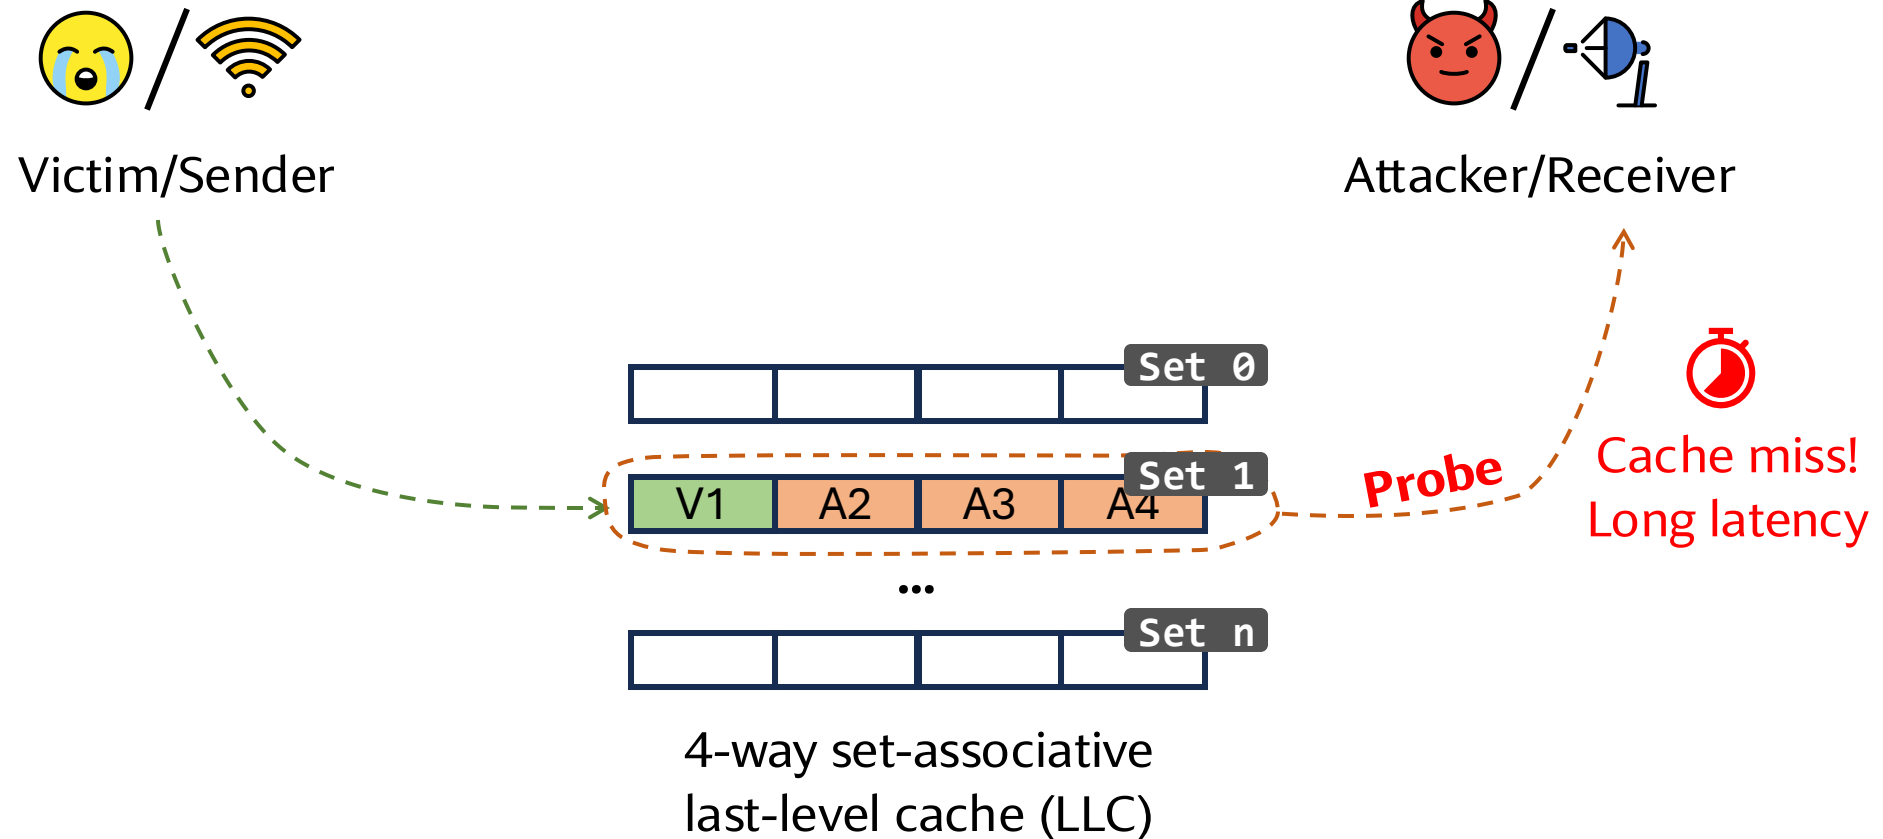 Victim/Sender
Attacker/Receiver
Set 0
Set 1
V1 A2 A3 A4
Probe
Cache miss!
Long latency
...
Set n
4-way set-associative
last-level cache (LLC)